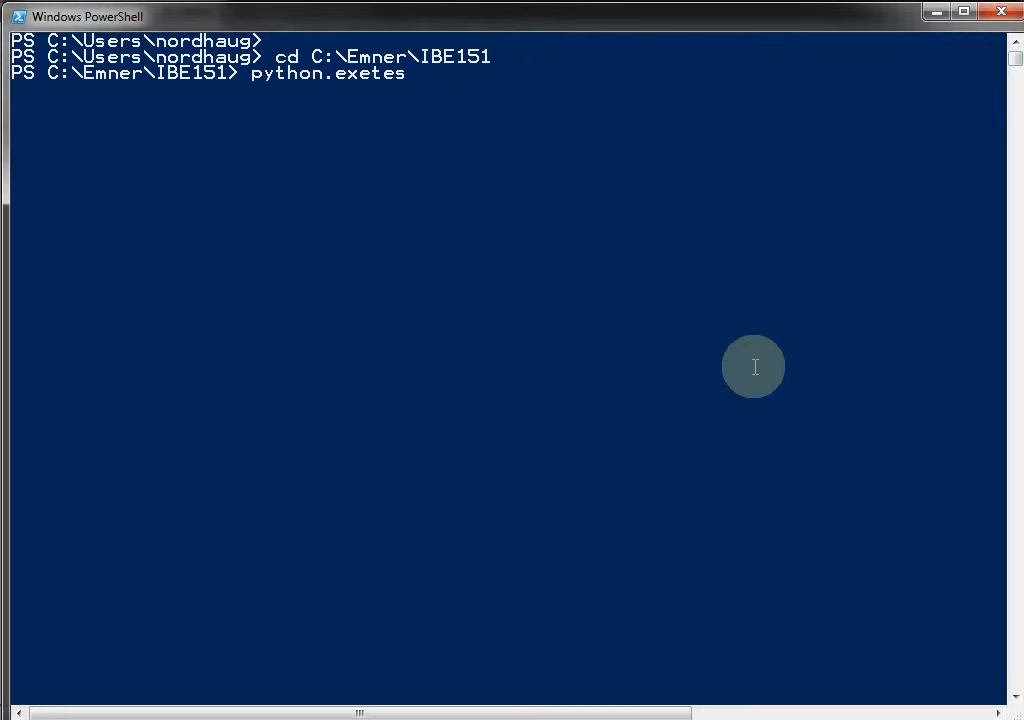 Windows PowerShell
PS C:\Users\nordhaug>
PS C:\Users\nordhaug> cd C:\Emner\IBE151
PS C:\Emner\IBE151> python.exetes